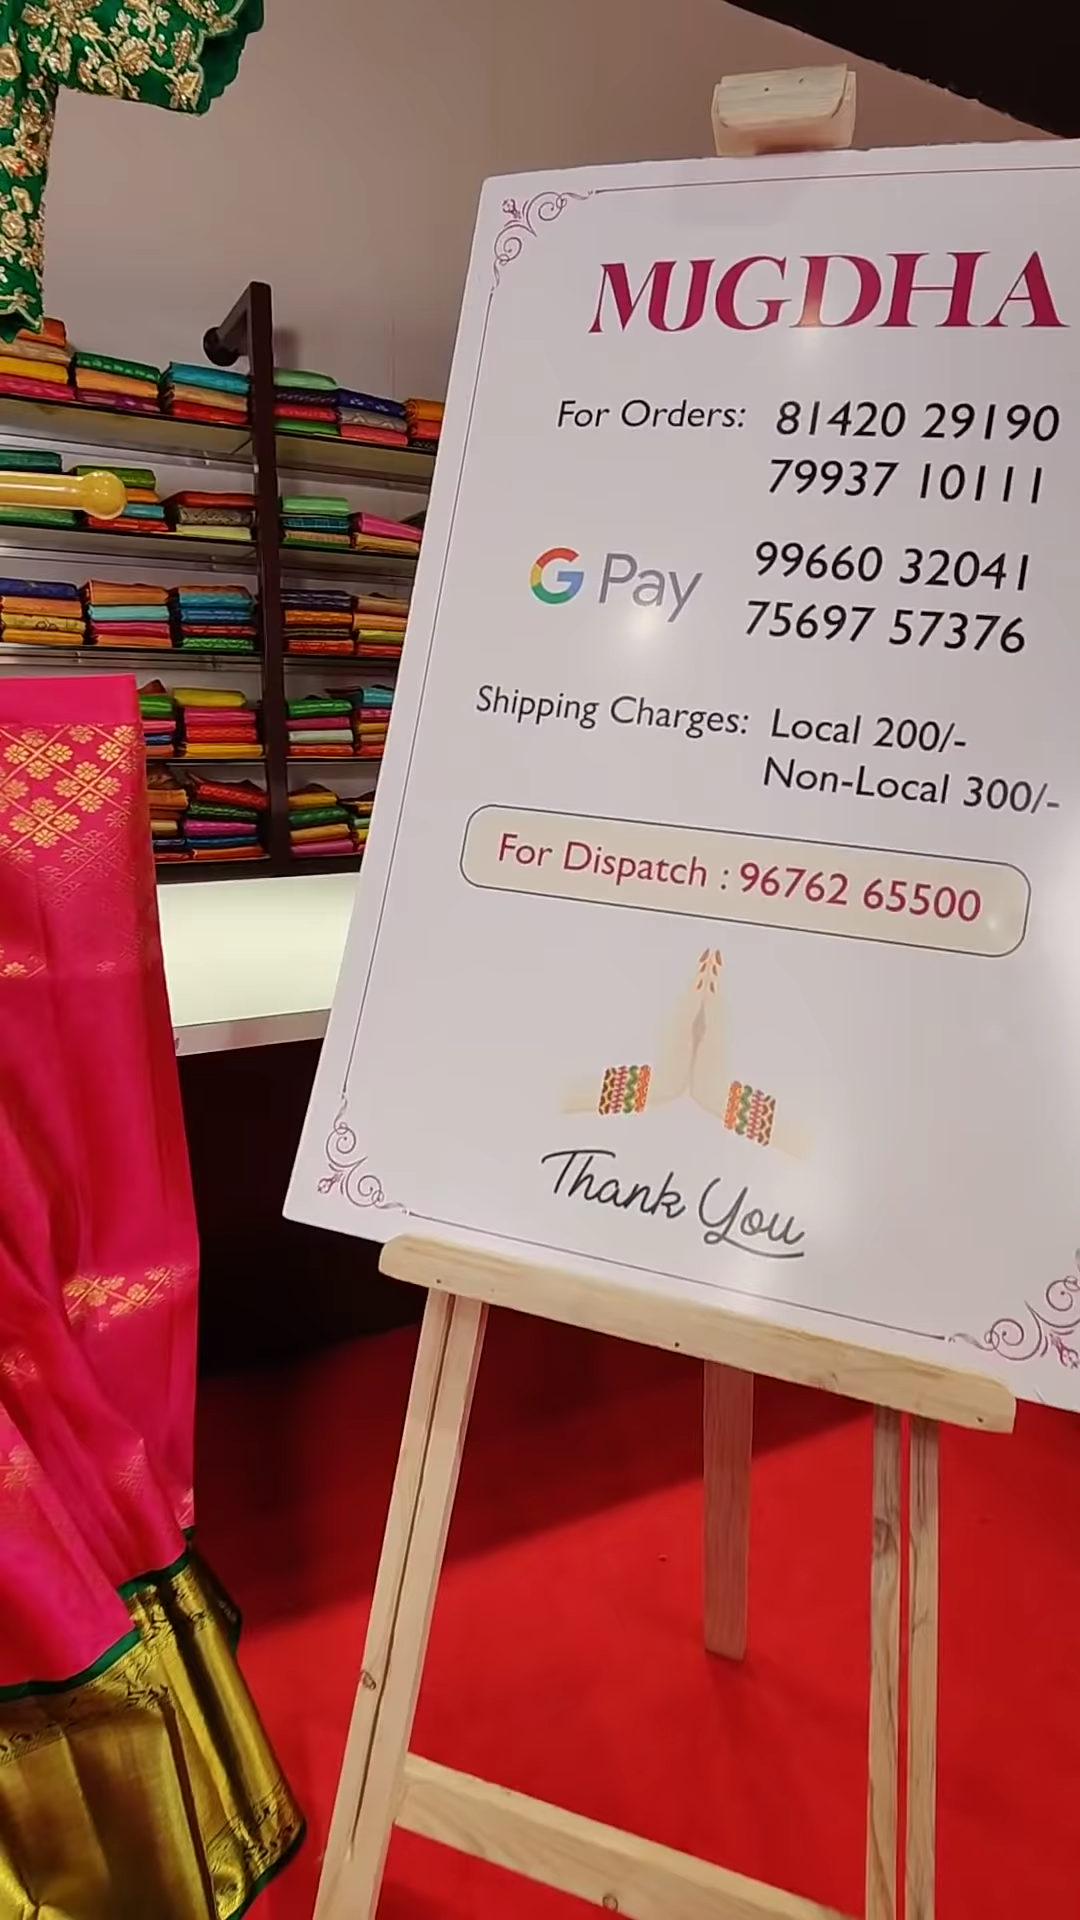 MUGDHA
For Orders: 81420 29190
79937 10111
G Pay 99660 32041
75697 57376
Shipping Charges: Local 200/-
Non-Local 300/-
For Dispatch : 96762 65500
Thank You